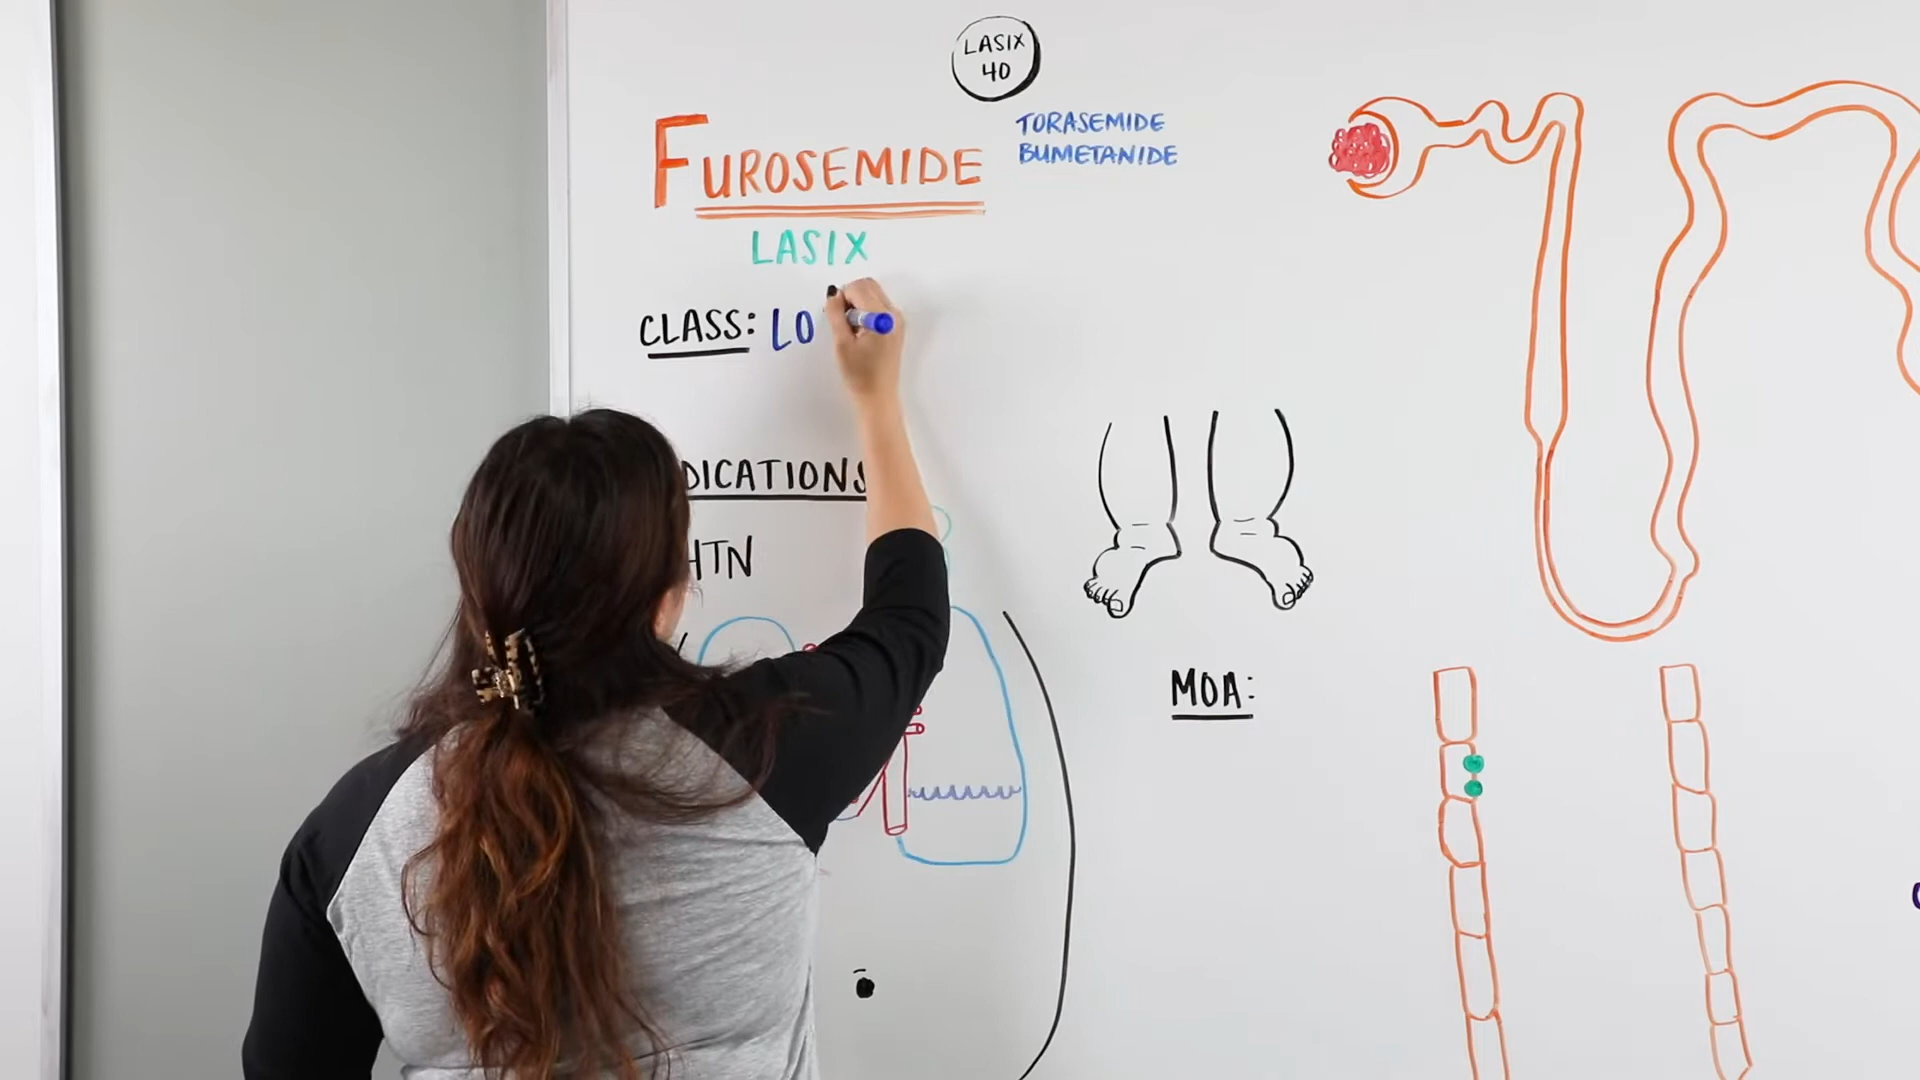 LASIX
40
TORASEMIDE
BUMETANIDE
FUROSEMIDE
LASIX
CLASS: LO
DICATIONS
HTN
MOA: